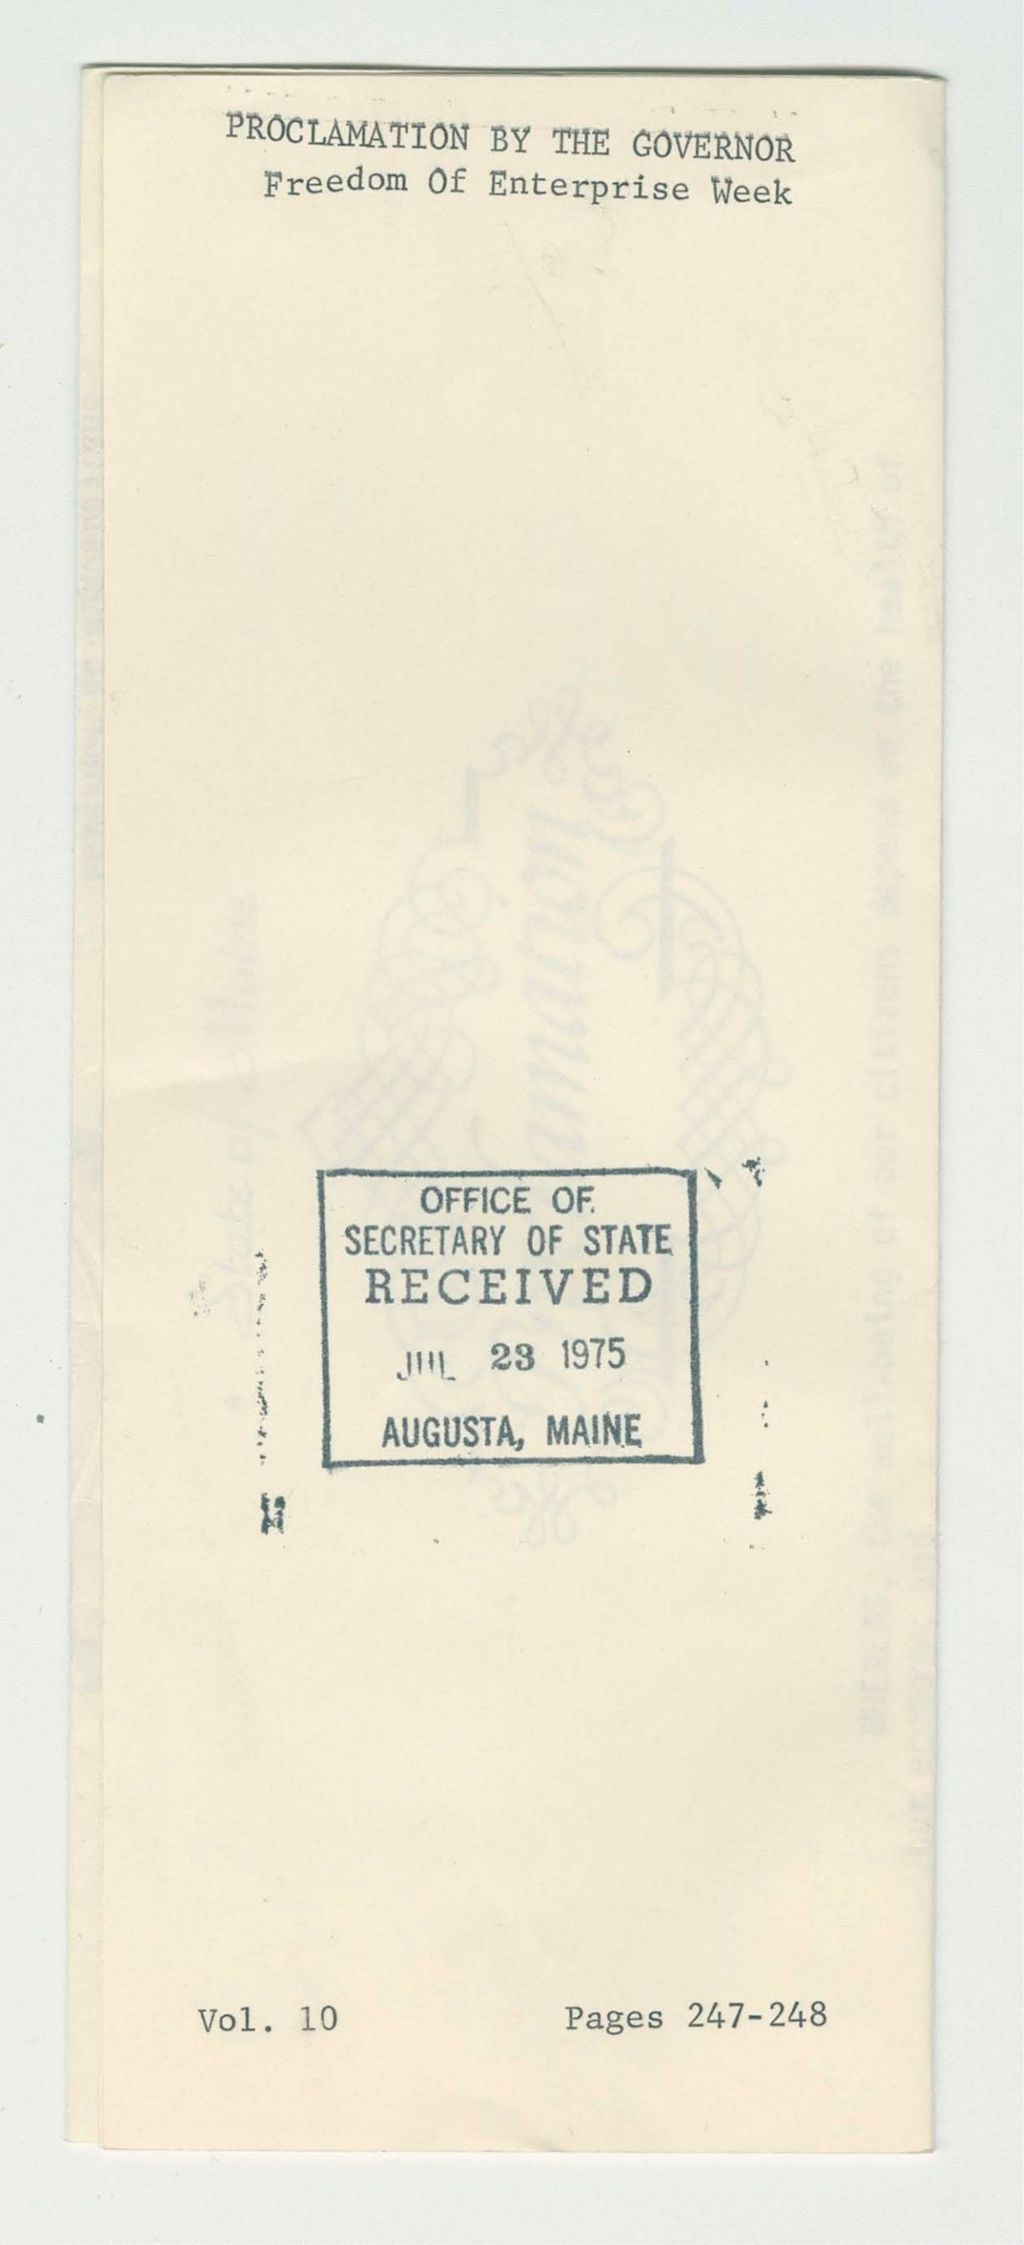 PROCLAMATION BY THE GOVERNOR
Freedom Of Enterprise Week
OFFICE OF
SECRETARY OF STATE
RECEIVED
JUL 23 1975
AUGUSTA, MAINE
Vol. 10 Pages 247-248